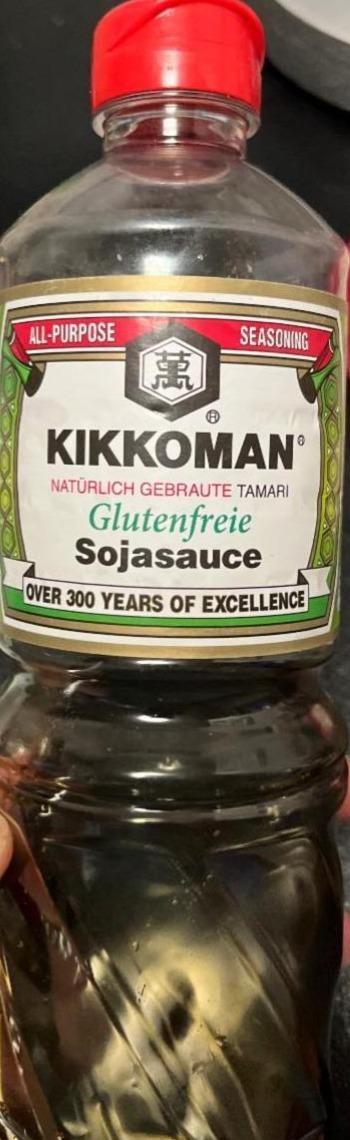 ALL-PURPOSE SEASONING
萬
®
KIKKOMAN®
NATÜRLICH GEBRAUTE TAMARI
Glutenfreie
Sojasauce
OVER 300 YEARS OF EXCELLENCE